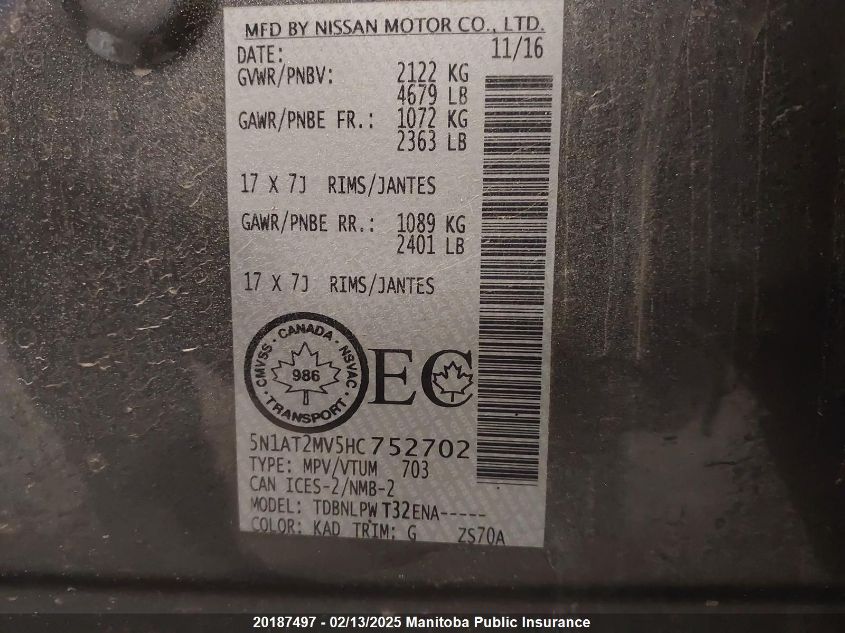 MFD BY NISSAN MOTOR CO., LTD.
DATE: 11/16
GVWR/PNBV: 2122 KG
4679 LB
GAWR/PNBE FR.: 1072 KG
2363 LB
17 X 7J RIMS/JANTES
GAWR/PNBE RR.: 1089 KG
2401 LB
17 X 7J RIMS/JANTES
CMVSS · CANADA · NSVAC · TRANSPORT ·
986
EC
5N1AT2MV5HC752702
TYPE: MPV/VTUM 703
CAN ICES-2/NMB-2
MODEL: TDBNLPW T32ENA-----
COLOR: KAD TRIM: G ZS70A
20187497 - 02/13/2025 Manitoba Public Insurance